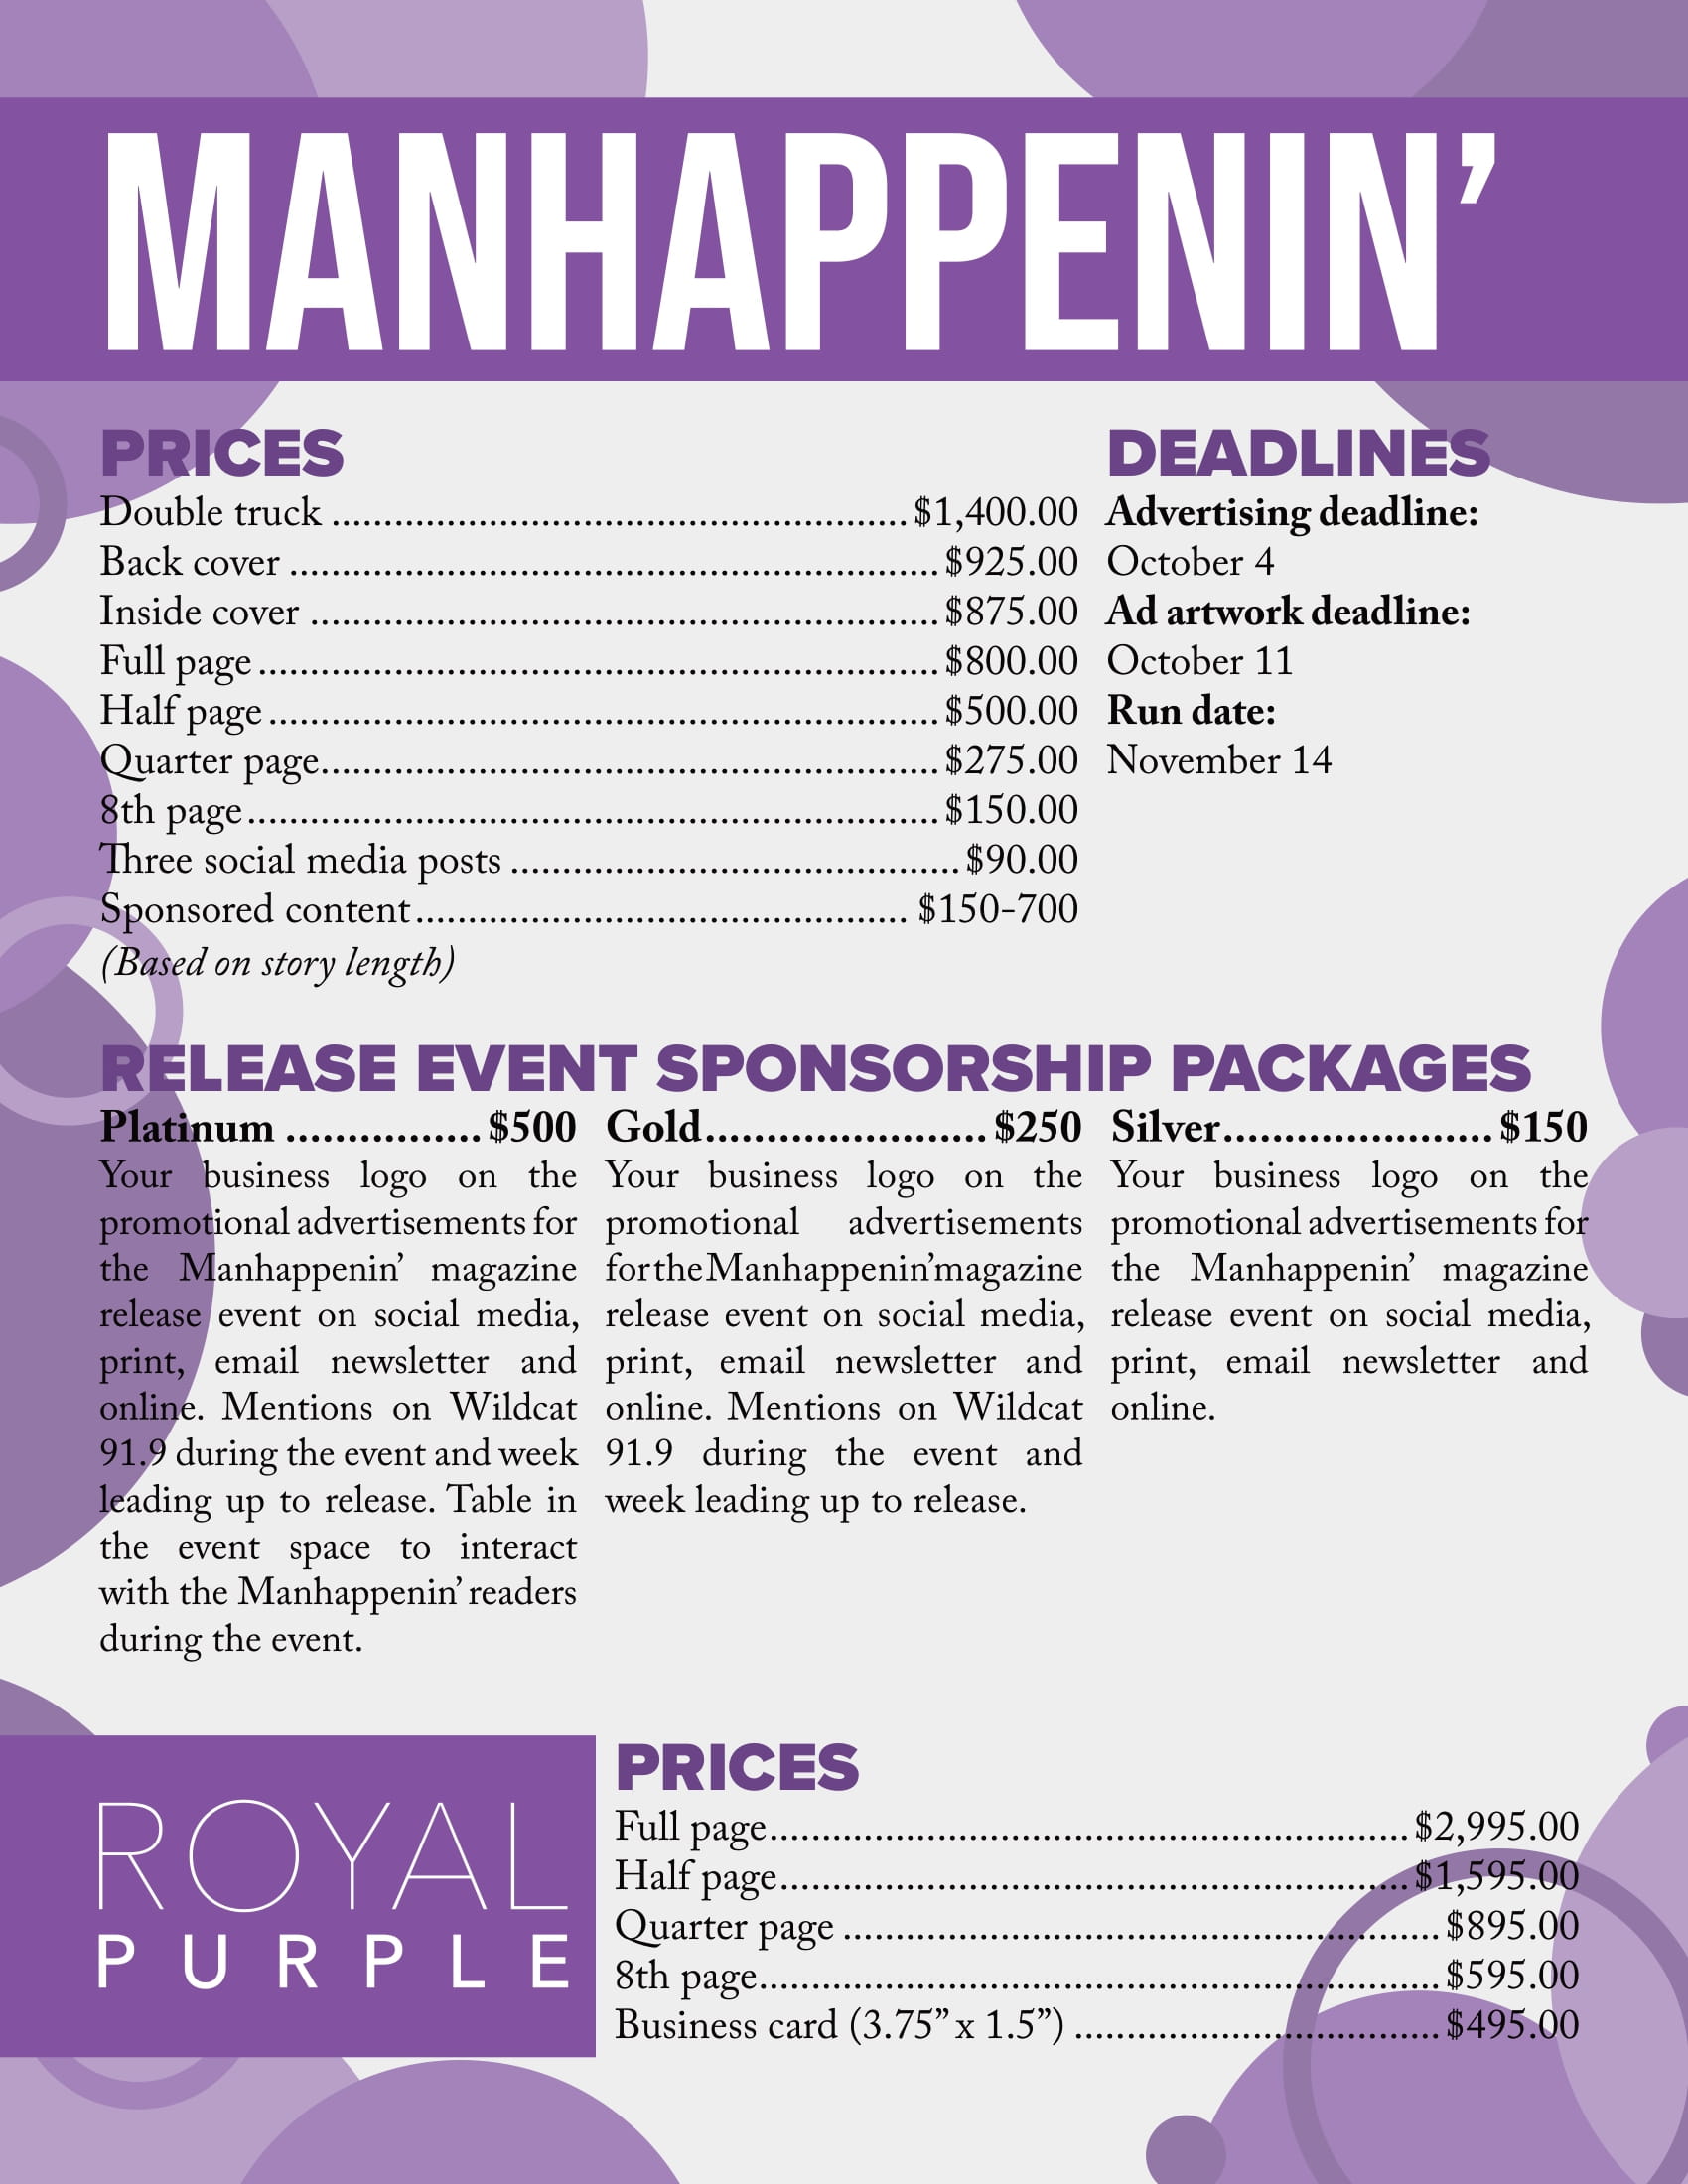 MANHAPPENIN’
PRICES
Double truck ........................................................ $1,400.00
Back cover ............................................................... $925.00
Inside cover ............................................................. $875.00
Full page .................................................................. $800.00
Half page ................................................................. $500.00
Quarter page............................................................ $275.00
8th page ................................................................... $150.00
Three social media posts ............................................ $90.00
Sponsored content ................................................ $150-700
(Based on story length)
DEADLINES
Advertising deadline:
October 4
Ad artwork deadline:
October 11
Run date:
November 14
RELEASE EVENT SPONSORSHIP PACKAGES
Platinum ................ $500
Your business logo on the
promotional advertisements for
the Manhappenin’ magazine
release event on social media,
print, email newsletter and
online. Mentions on Wildcat
91.9 during the event and week
leading up to release. Table in
the event space to interact
with the Manhappenin’ readers
during the event.
Gold....................... $250
Your business logo on the
promotional advertisements
for the Manhappenin’ magazine
release event on social media,
print, email newsletter and
online. Mentions on Wildcat
91.9 during the event and
week leading up to release.
Silver...................... $150
Your business logo on the
promotional advertisements for
the Manhappenin’ magazine
release event on social media,
print, email newsletter and
online.
ROYAL
PURPLE
PRICES
Full page.............................................................. $2,995.00
Half page............................................................. $1,595.00
Quarter page .......................................................... $895.00
8th page.................................................................. $595.00
Business card (3.75” x 1.5”) ................................... $495.00